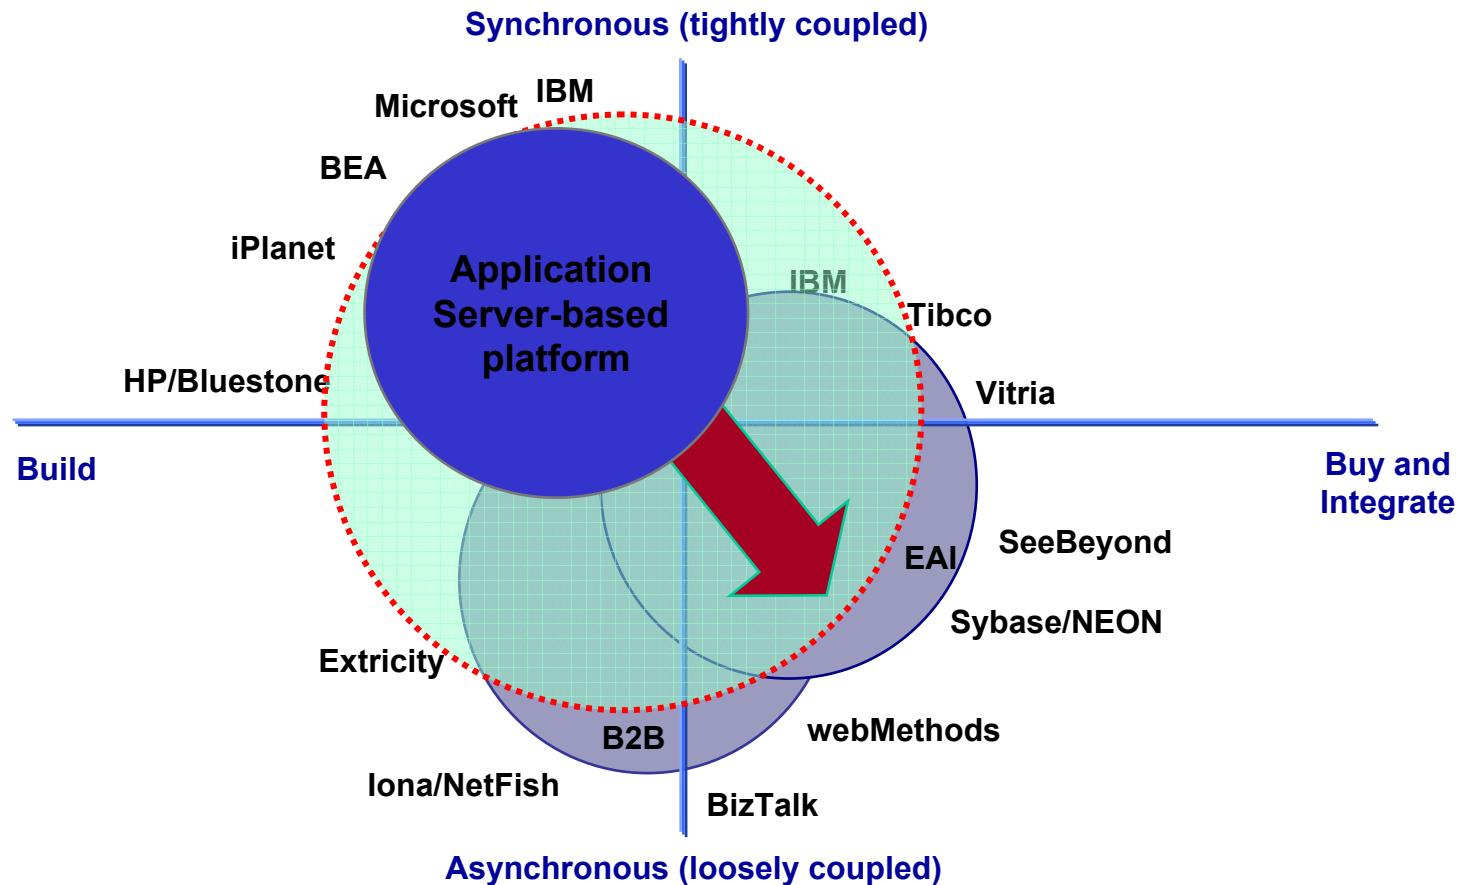 Synchronous (tightly coupled)
IBM
Microsoft
BEA
iPlanet
Application
Server-based
platform
IBM
Tibco
HP/Bluestone
Vitria
Build
Buy and
Integrate
SeeBeyond
EAI
Sybase/NEON
Extricity
webMethods
B2B
Iona/NetFish
BizTalk
Asynchronous (loosely coupled)